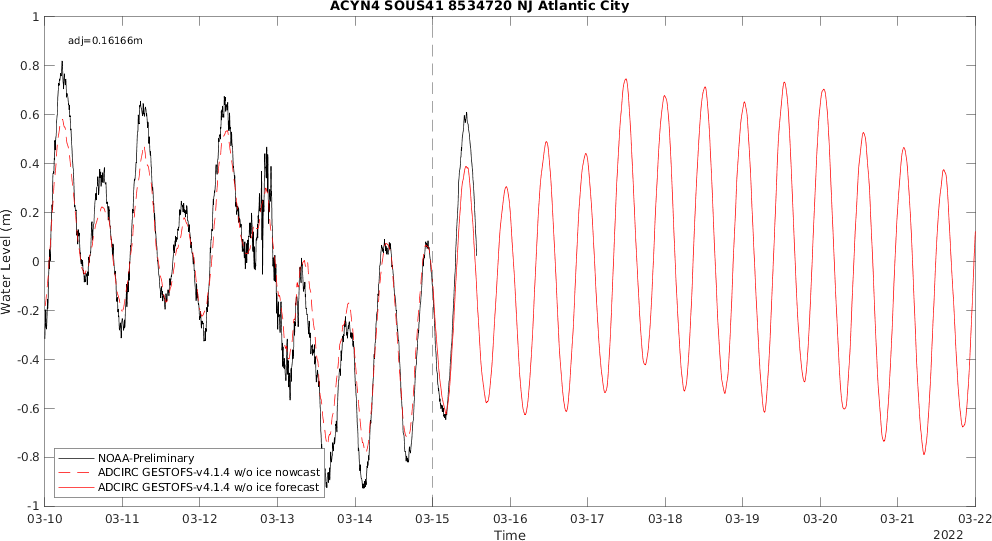 ACYN4 SOUS41 8534720 NJ Atlantic City
adj=0.16166m
1
0.8
0.6
0.4
0.2
0
-0.2
-0.4
-0.6
-0.8
-1
Water Level (m)
NOAA-Preliminary
ADCIRC GESTOFS-v4.1.4 w/o ice nowcast
ADCIRC GESTOFS-v4.1.4 w/o ice forecast
03-10 03-11 03-12 03-13 03-14 03-15 03-16 03-17 03-18 03-19 03-20 03-21 03-22
Time
2022